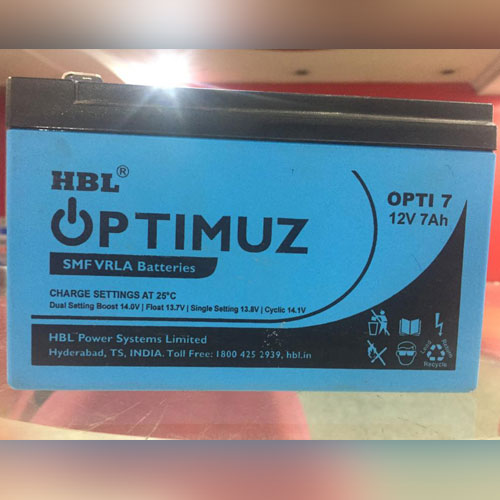 HBL®
OPTIMUZ
SMF VRLA Batteries
OPTI 7
12V 7Ah
CHARGE SETTINGS AT 25°C
Dual Setting Boost 14.0V | Float 13.7V | Single Setting 13.8V | Cyclic 14.1V
HBL Power Systems Limited
Hyderabad, TS, INDIA. Toll Free: 1800 425 2939, hbl.in
Lead Return
Recycle